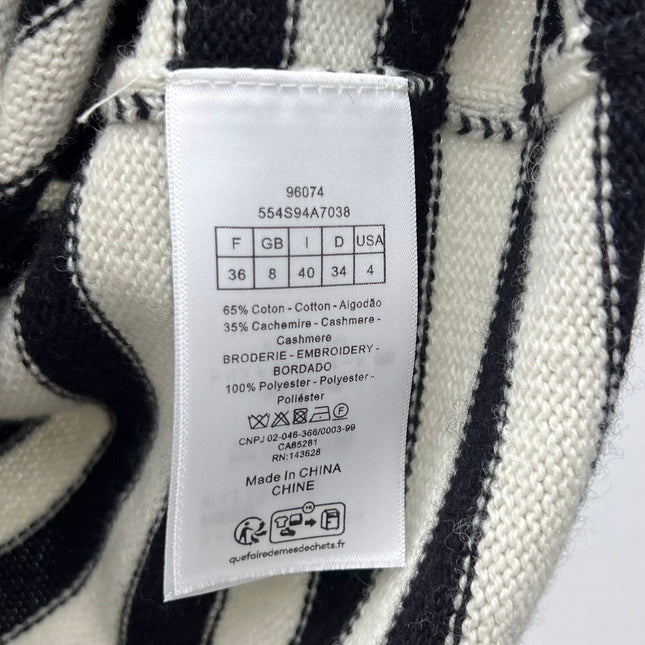 96074
554S94A7038
F GB I D USA
36 8 40 34 4
65% Coton - Cotton - Algodão
35% Cachemire - Cashmere-
Cashmere
BRODERIE - EMBROIDERY -
BORDADO
100% Polyester - Polyester -
Poliéster
CNPJ 02-046-366/0003-99
CA65281
RN:143628
Made In CHINA
CHINE
FR
quefairedemesdechets.fr